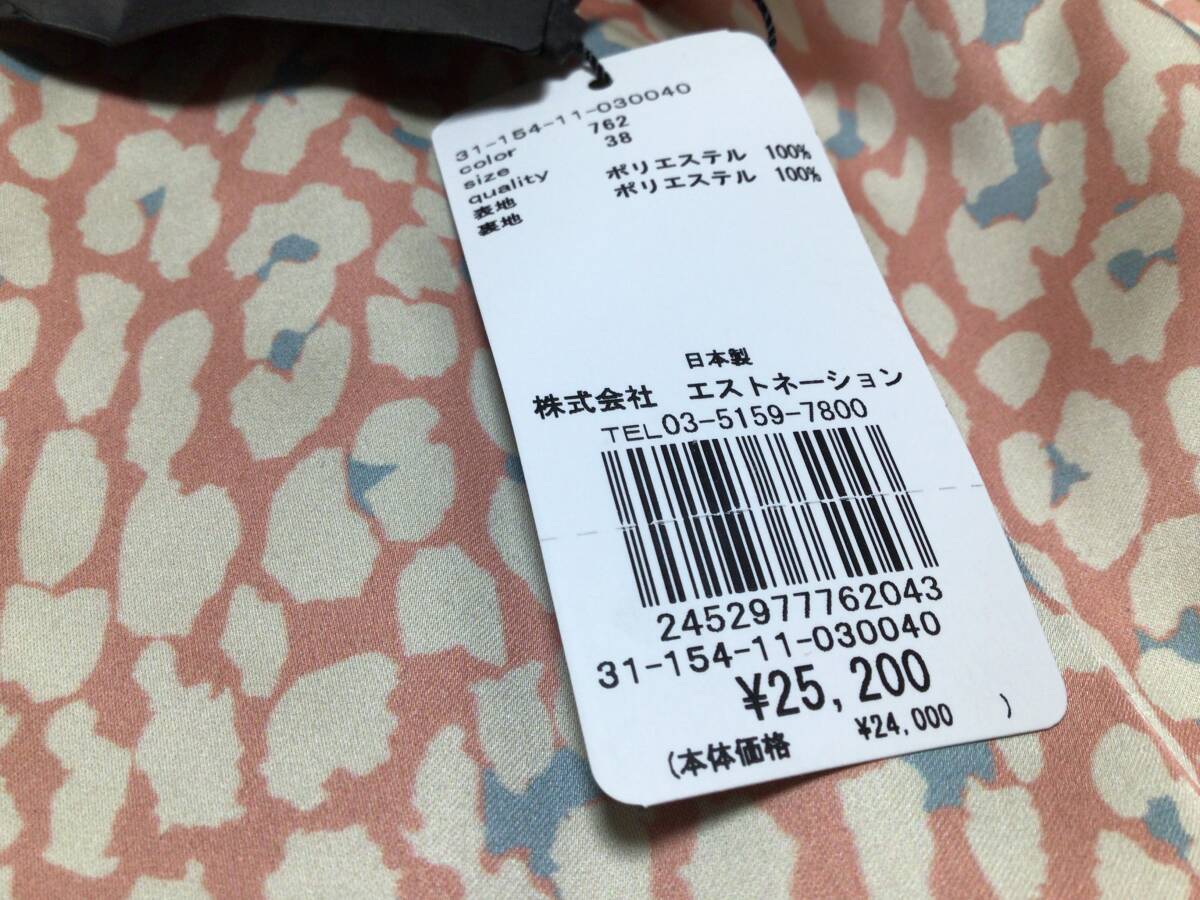 31-154-11-030040
color 762
size 38
quality
表地 ポリエステル 100%
裏地 ポリエステル 100%
日本製
株式会社 エストネーション
TEL03-5159-7800
2452977762043
31-154-11-030040
¥25,200
(本体価格 ¥24,000 )